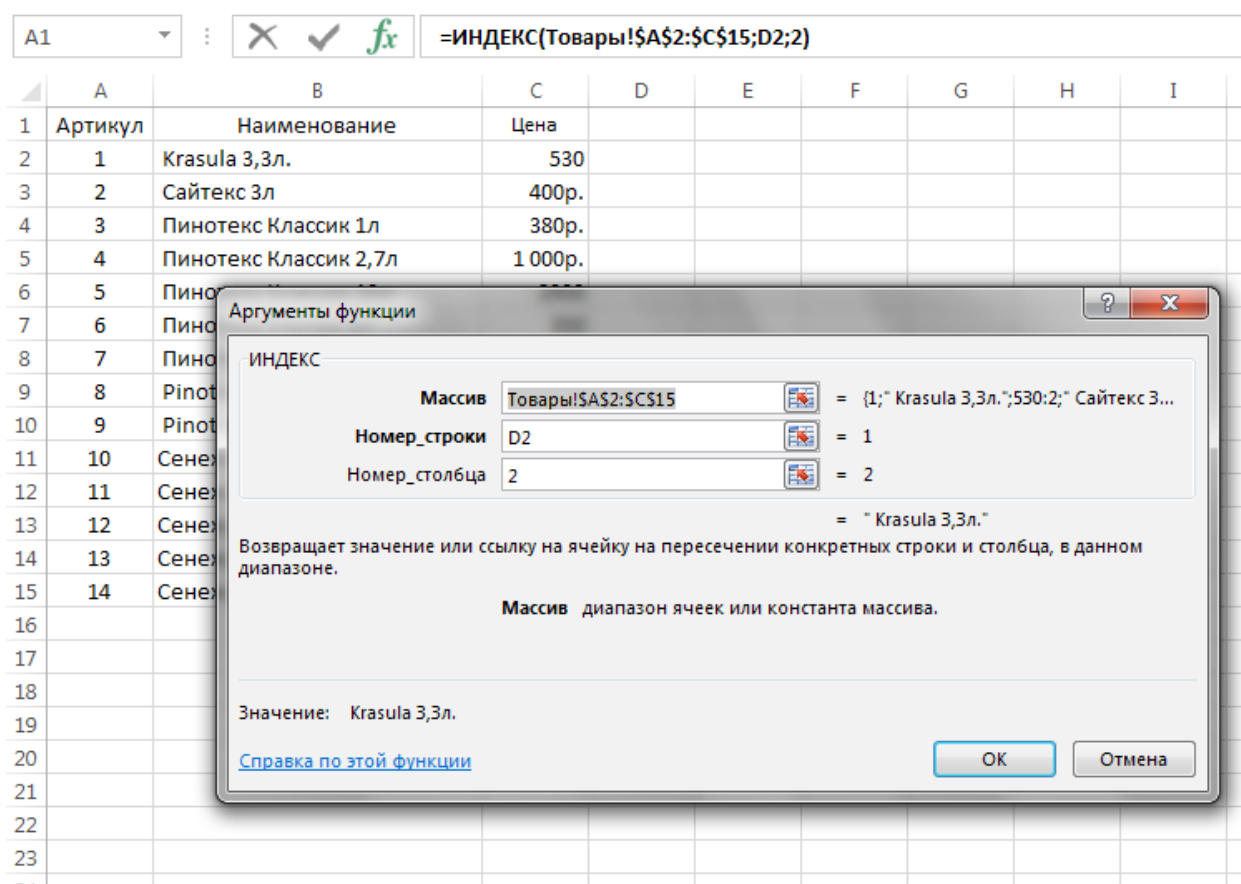 A1 fx =ИНДЕКС(Товары!$A$2:$C$15;D2;2)
A B C D E F G H I
1 Артикул Наименование Цена
2 1 Krasula 3,3л. 530
3 2 Сайтекс 3л 400р.
4 3 Пинотекс Классик 1л 380р.
5 4 Пинотекс Классик 2,7л 1 000р.
6 5
7 6
8 7
9 8
10 9
11 10
12 11
13 12
14 13
15 14
16
17
18
19
20
21
22
23
Аргументы функции ?
ИНДЕКС
Массив Товары!$A$2:$C$15 = {1;" Krasula 3,3л.";530:2;" Сайтекс 3...
Номер_строки D2 = 1
Номер_столбца 2 = 2
= " Krasula 3,3л."
Возвращает значение или ссылку на ячейку на пересечении конкретных строки и столбца, в данном
диапазоне.
Массив диапазон ячеек или константа массива.
Значение: Krasula 3,3л.
Справка по этой функции
ОК Отмена